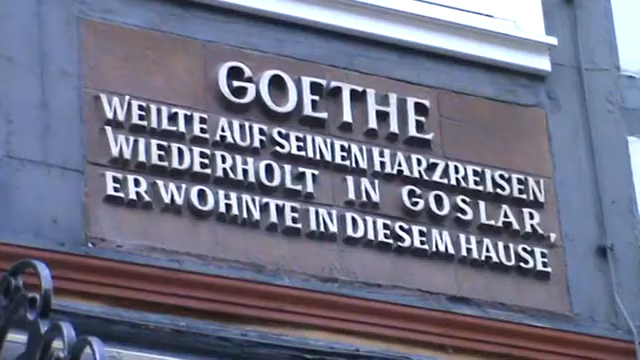 GOETHE
WEILTE AUF SEINEN HARZREISEN
WIEDERHOLT IN GOSLAR,
ER WOHNTE IN DIESEM HAUSE